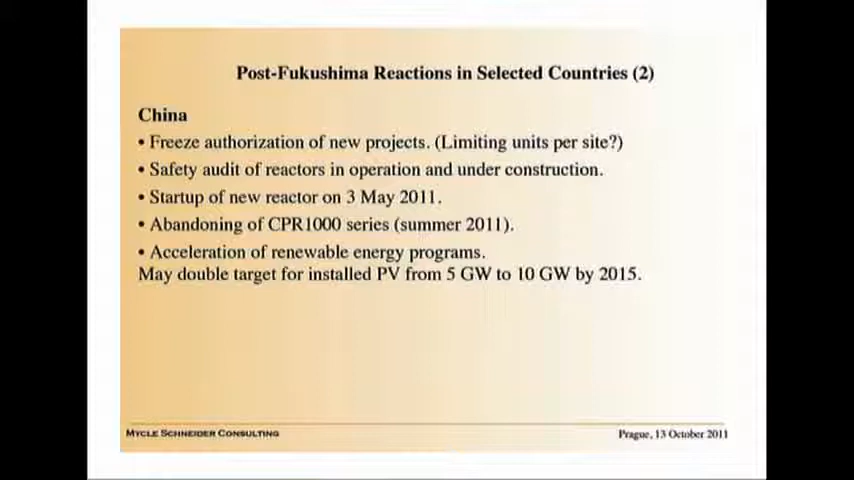 Post-Fukushima Reactions in Selected Countries (2)
China
• Freeze authorization of new projects. (Limiting units per site?)
• Safety audit of reactors in operation and under construction.
• Startup of new reactor on 3 May 2011.
• Abandoning of CPR1000 series (summer 2011).
• Acceleration of renewable energy programs.
May double target for installed PV from 5 GW to 10 GW by 2015.
Mycle Schneider Consulting
Prague, 13 October 2011